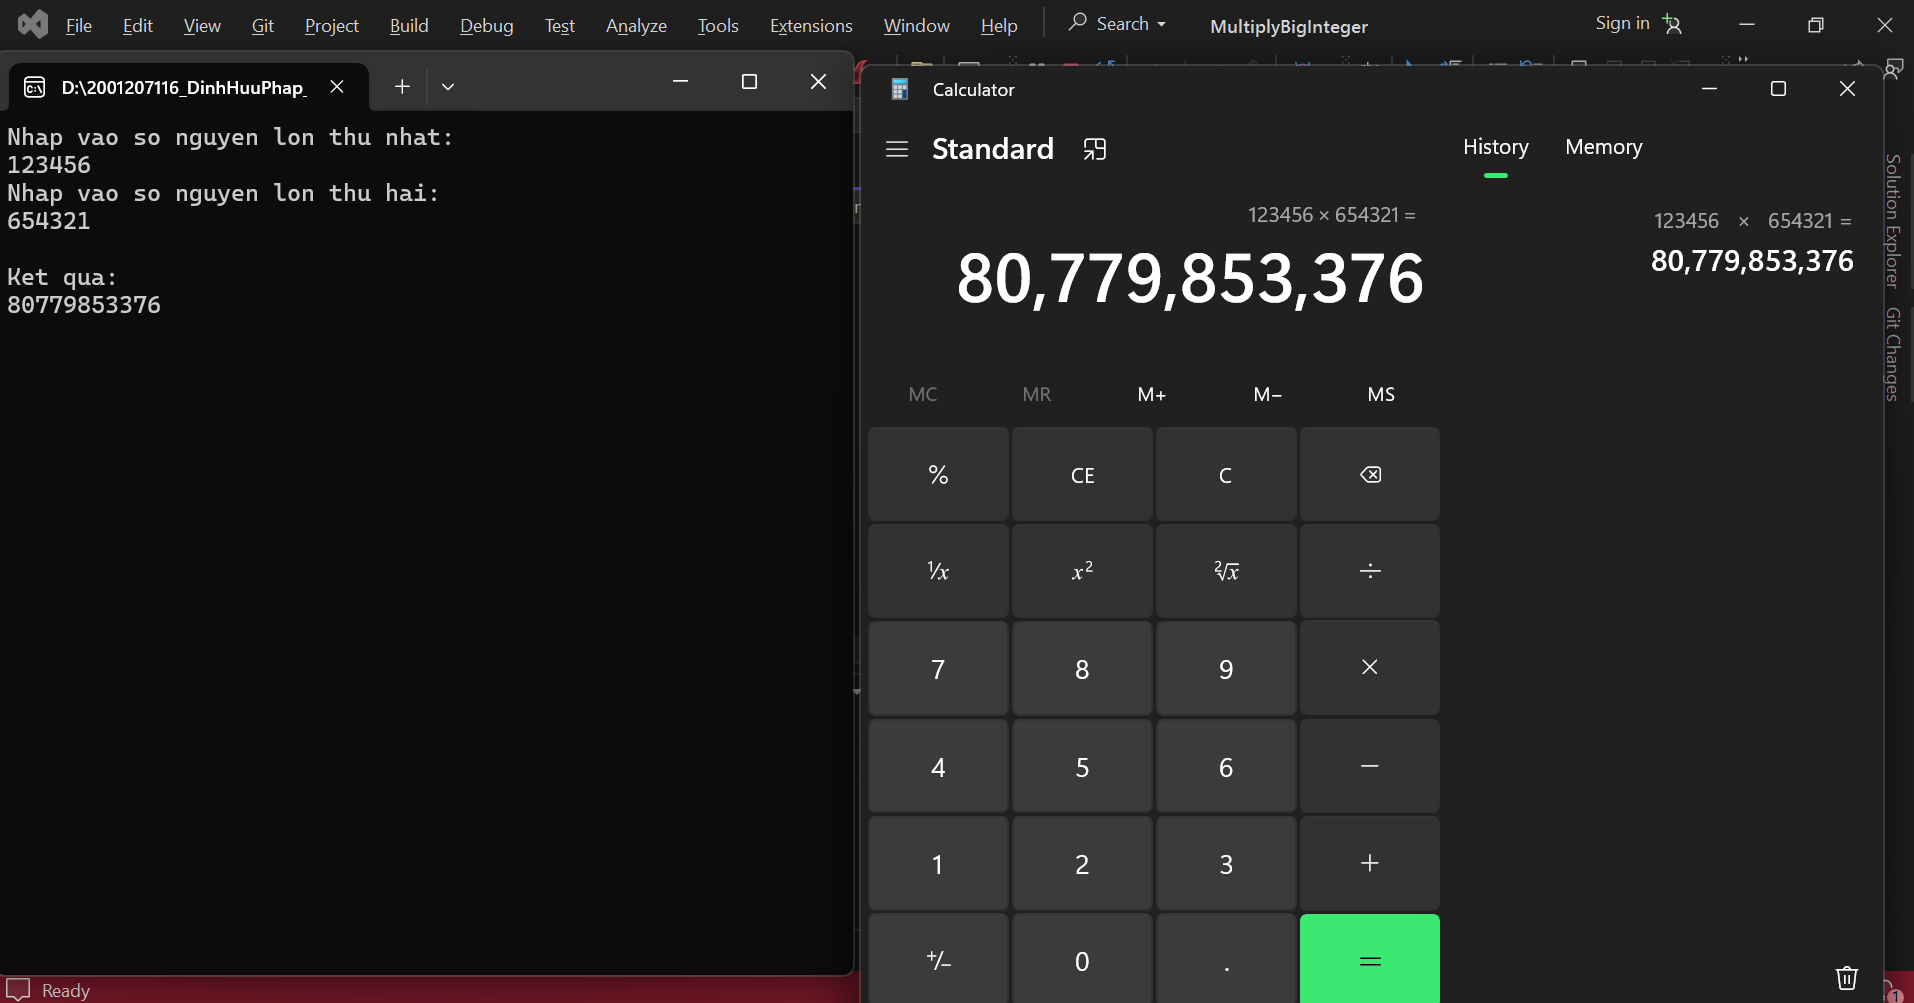 File Edit View Git Project Build Debug Test Analyze Tools Extensions Window Help Search MultiplyBigInteger Sign in
D:\2001207116_DinhHuuPhap_
Nhap vao so nguyen lon thu nhat:
123456
Nhap vao so nguyen lon thu hai:
654321
Ket qua:
80779853376
Calculator
Standard
History Memory
123456 × 654321 =
80,779,853,376
123456 × 654321 =
80,779,853,376
MC MR M+ M− MS
% CE C
1/x x² ²√x ÷
7 8 9 ×
4 5 6 −
1 2 3 +
+/− 0 . =
Solution Explorer
Git Changes
Ready
1